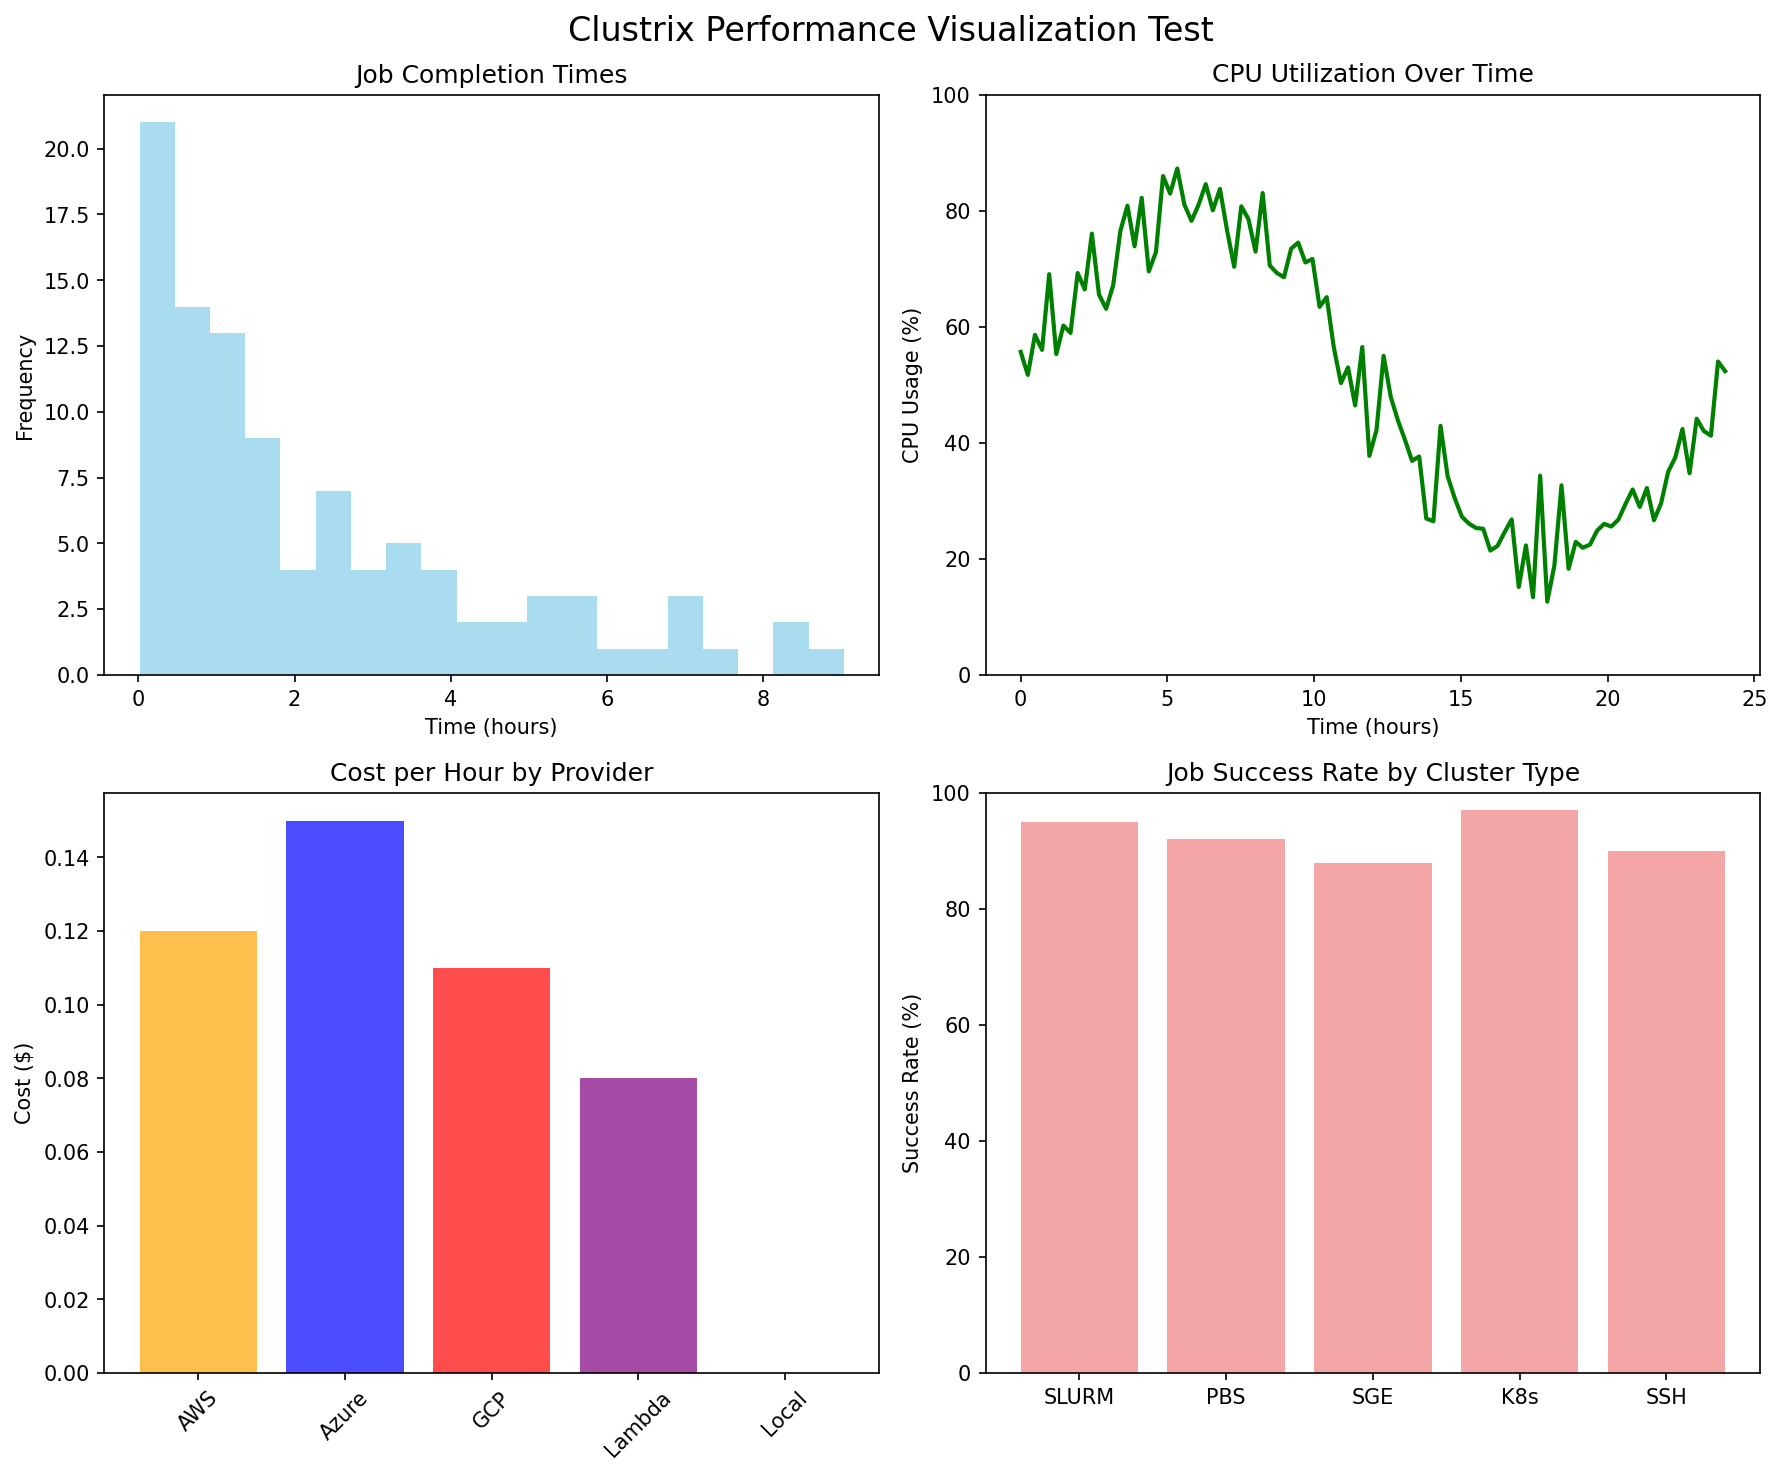 Clustrix Performance Visualization Test
Job Completion Times
Frequency
20.0
17.5
15.0
12.5
10.0
7.5
5.0
2.5
0.0
0 2 4 6 8
Time (hours)
CPU Utilization Over Time
CPU Usage (%)
100
80
60
40
20
0
0 5 10 15 20 25
Time (hours)
Cost per Hour by Provider
Cost ($)
0.14
0.12
0.10
0.08
0.06
0.04
0.02
0.00
AWS Azure GCP Lambda Local
Job Success Rate by Cluster Type
Success Rate (%)
100
80
60
40
20
0
SLURM PBS SGE K8s SSH